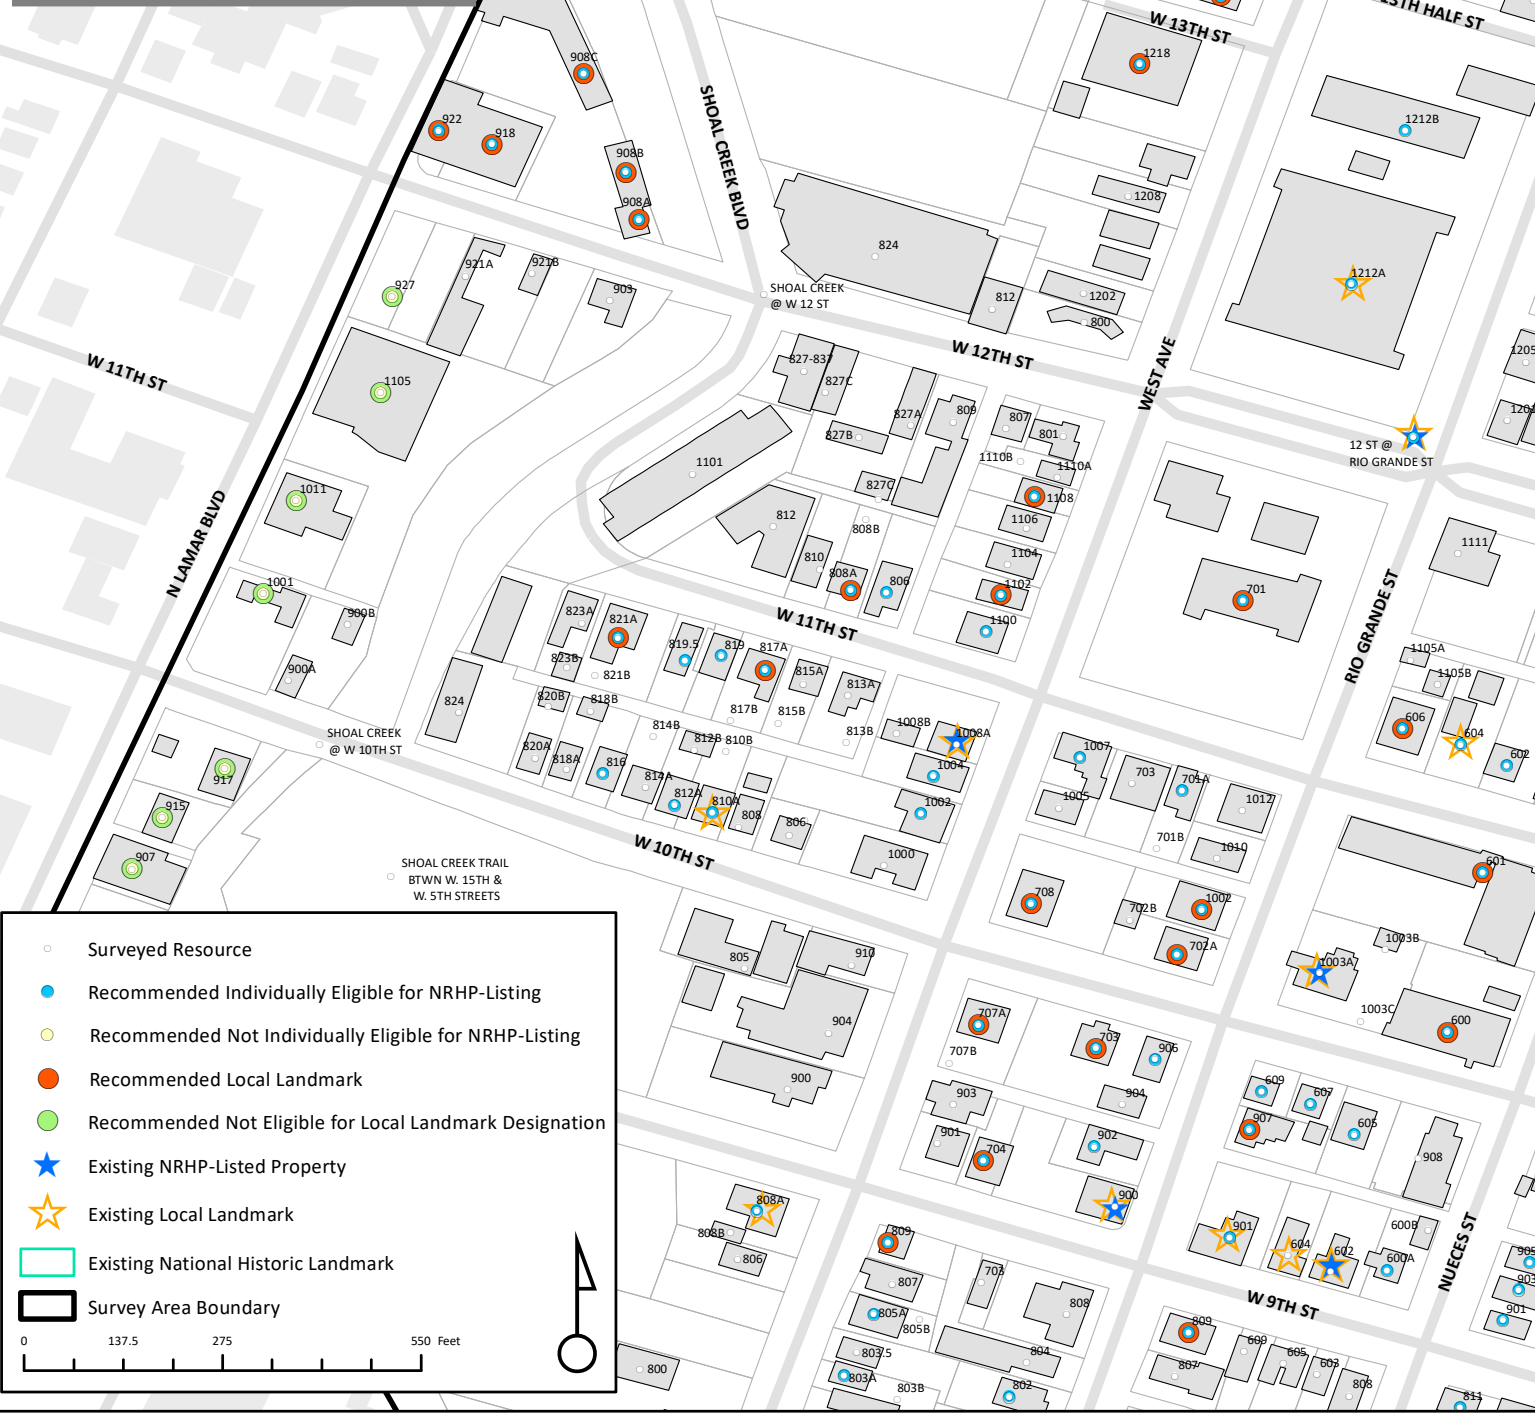 W 13TH ST
13TH HALF ST
908C
1218
SHOAL CREEK BLVD
922
918
1212B
908B
908A
1208
824
921A
921B
927
903
1212A
SHOAL CREEK
@ W 12 ST
812
1202
800
W 12TH ST
WEST AVE
W 11TH ST
1105
827-837
827C
827A
809
827B
807
801
1205
12 ST @
RIO GRANDE ST
1110B
1110A
1101
827C
1108
1011
812
808B
1106
1111
N LAMAR BLVD
810
808A
806
1104
1102
701
1001
900B
W 11TH ST
1100
RIO GRANDE ST
823A
821A
819.5
819
817A
823B
821B
815A
813A
900A
1105A
1105B
824
820B
818B
817B
815B
814B
812B
810B
813B
1008B
1008A
606
604
SHOAL CREEK
@ W 10TH ST
820A
818A
816
814A
812A
810A
808
806
1004
1002
1007
703
701A
1005
1012
602
917
915
W 10TH ST
1000
701B
1010
907
SHOAL CREEK TRAIL
BTWN W. 15TH &
W. 5TH STREETS
601
708
702B
1002
702A
805
910
1003B
1003A
904
707A
703
906
1003C
600
707B
900
903
904
609
607
907
605
901
704
902
908
808A
900
808B
806
809
901
604
602
600B
600A
NUECES ST
905
903
901
W 9TH ST
807
703
808
805A
805B
809
609
605
603
808
807
803.5
803A
803B
804
802
800
811
Surveyed Resource
Recommended Individually Eligible for NRHP-Listing
Recommended Not Individually Eligible for NRHP-Listing
Recommended Local Landmark
Recommended Not Eligible for Local Landmark Designation
Existing NRHP-Listed Property
Existing Local Landmark
Existing National Historic Landmark
Survey Area Boundary
0 137.5 275 550 Feet